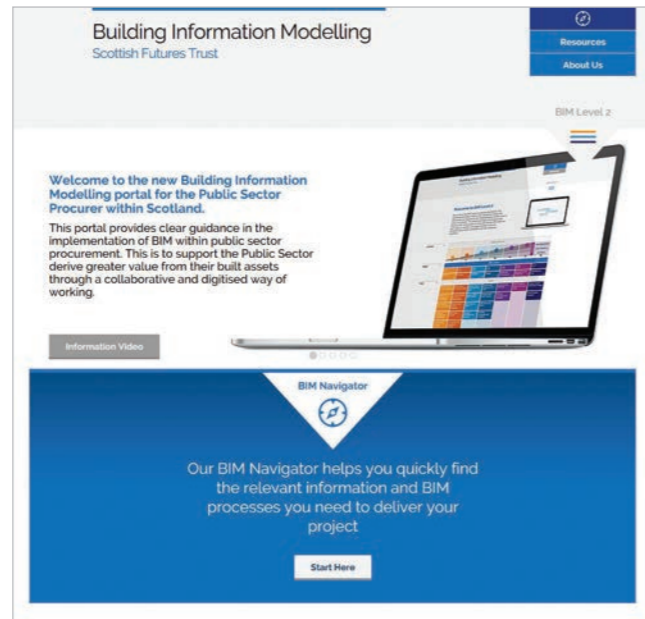 Building Information Modelling
Scottish Futures Trust
Resources
About Us
BIM Level 2
Welcome to the new Building Information
Modelling portal for the Public Sector
Procurer within Scotland.
This portal provides clear guidance in the
implementation of BIM within public sector
procurement. This is to support the Public Sector
derive greater value from their built assets
through a collaborative and digitised way of
working.
Information Video
BIM Navigator
Our BIM Navigator helps you quickly find
the relevant information and BIM
processes you need to deliver your
project
Start Here